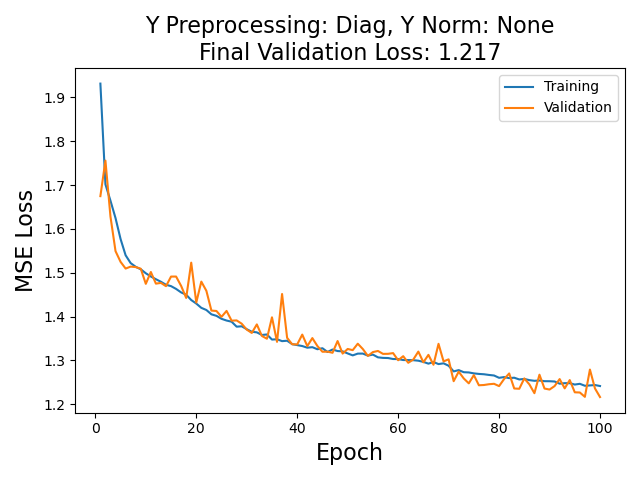 Y Preprocessing: Diag, Y Norm: None
Final Validation Loss: 1.217
Training
Validation
1.9
1.8
1.7
1.6
1.5
1.4
1.3
1.2
MSE Loss
0
20
40
60
80
100
Epoch